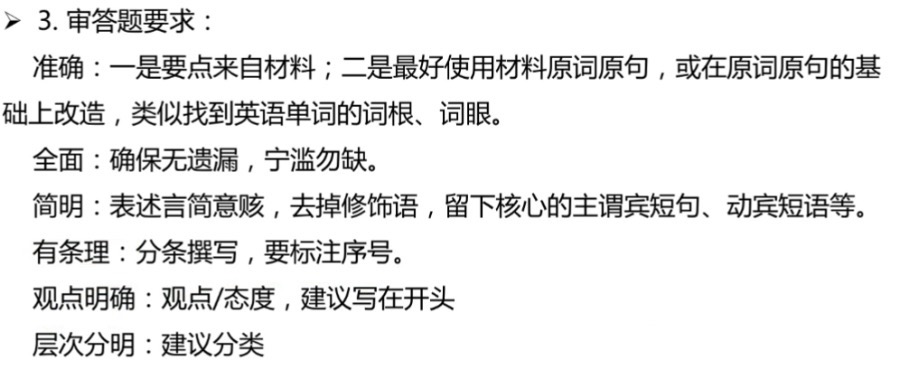 ➢ 3. 审答题要求：
准确：一是要点来自材料；二是最好使用材料原词原句，或在原词原句的基
础上改造，类似找到英语单词的词根、词眼。
全面：确保无遗漏，宁滥勿缺。
简明：表述言简意赅，去掉修饰语，留下核心的主谓宾短句、动宾短语等。
有条理：分条撰写，要标注序号。
观点明确：观点/态度，建议写在开头
层次分明：建议分类